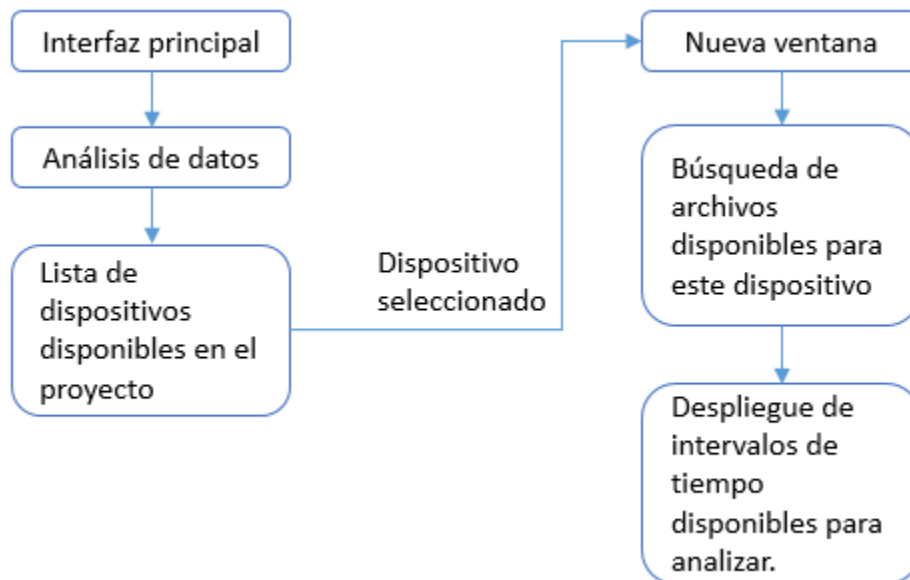 Interfaz principal
Análisis de datos
Lista de
dispositivos
disponibles en el
proyecto
Dispositivo
seleccionado
Nueva ventana
Búsqueda de
archivos
disponibles para
este dispositivo
Despliegue de
intervalos de
tiempo
disponibles para
analizar.